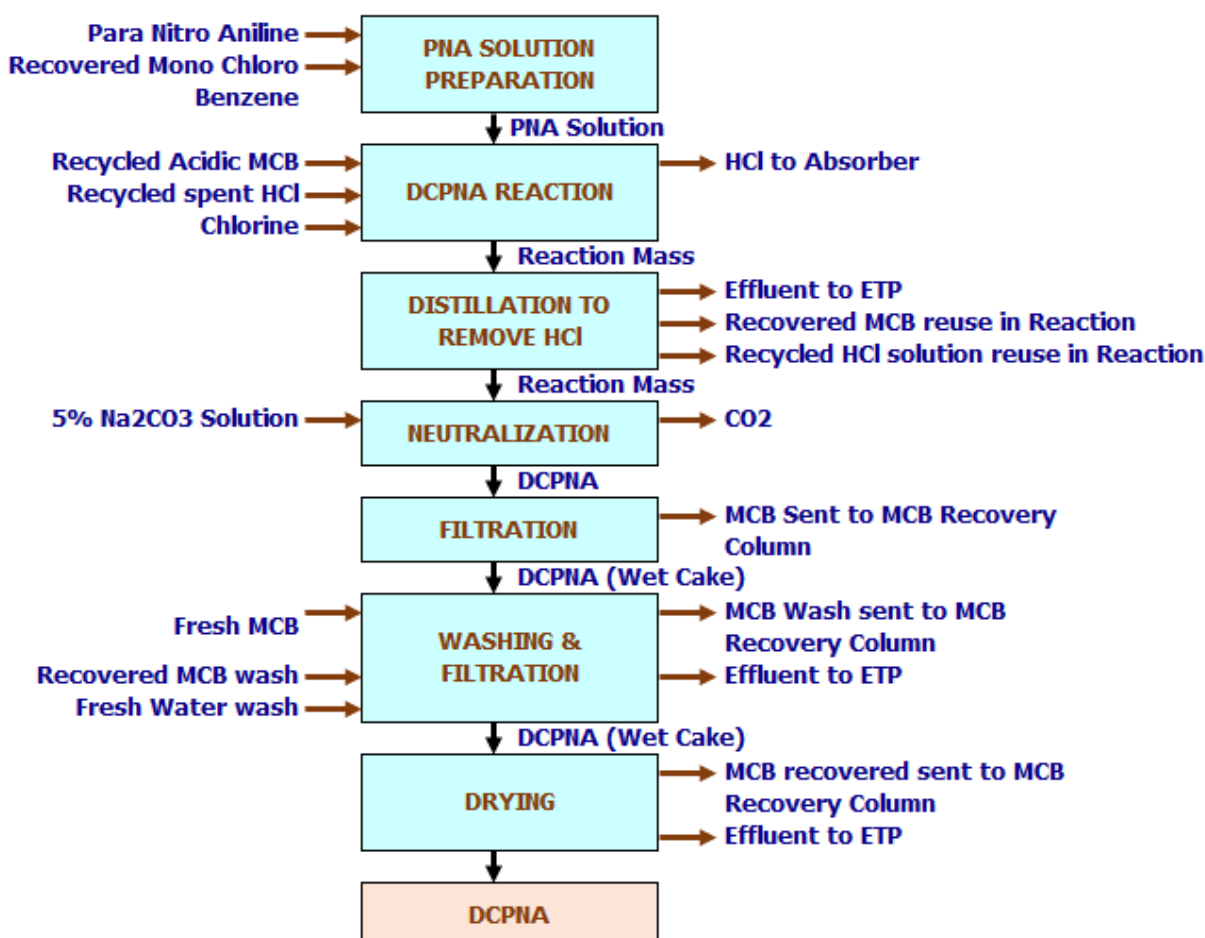 Para Nitro Aniline
Recovered Mono Chloro
Benzene
PNA SOLUTION
PREPARATION
PNA Solution
Recycled Acidic MCB
Recycled spent HCl
Chlorine
DCPNA REACTION
HCl to Absorber
Reaction Mass
DISTILLATION TO
REMOVE HCl
Effluent to ETP
Recovered MCB reuse in Reaction
Recycled HCl solution reuse in Reaction
Reaction Mass
5% Na2CO3 Solution
NEUTRALIZATION
CO2
DCPNA
FILTRATION
MCB Sent to MCB Recovery
Column
DCPNA (Wet Cake)
Fresh MCB
Recovered MCB wash
Fresh Water wash
WASHING &
FILTRATION
MCB Wash sent to MCB
Recovery Column
Effluent to ETP
DCPNA (Wet Cake)
DRYING
MCB recovered sent to MCB
Recovery Column
Effluent to ETP
DCPNA